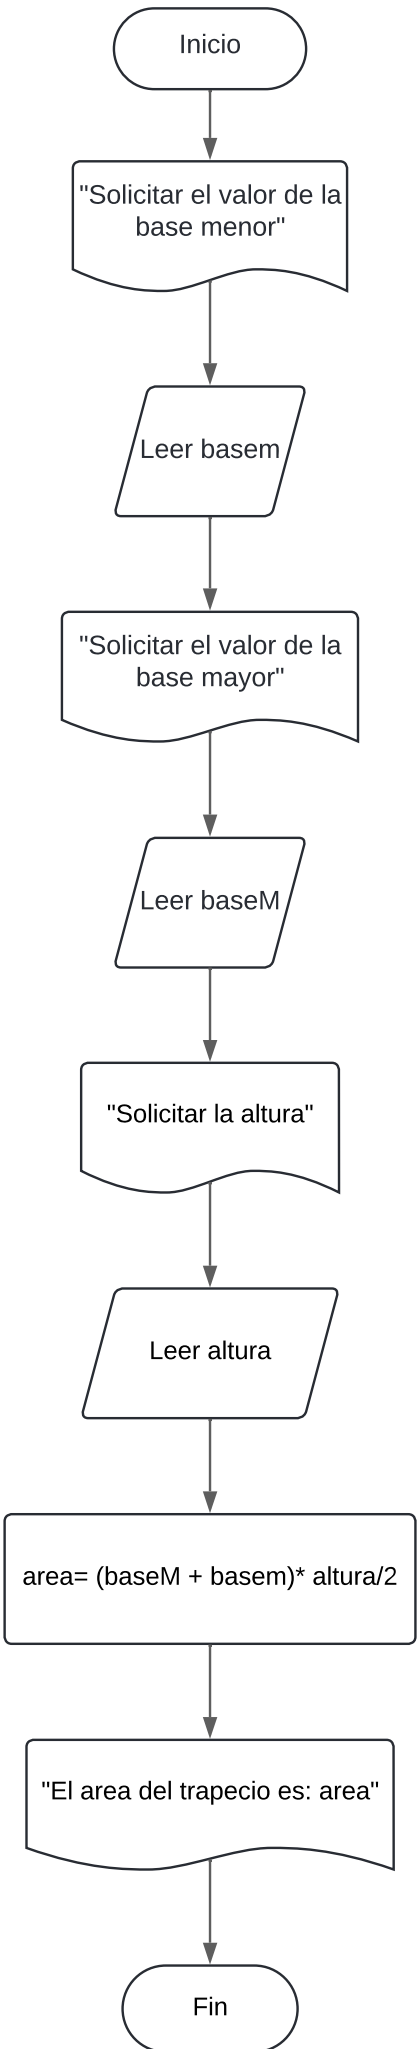 Inicio
"Solicitar el valor de la
base menor"
Leer basem
"Solicitar el valor de la
base mayor"
Leer baseM
"Solicitar la altura"
Leer altura
area= (baseM + basem)* altura/2
"El area del trapecio es: area"
Fin